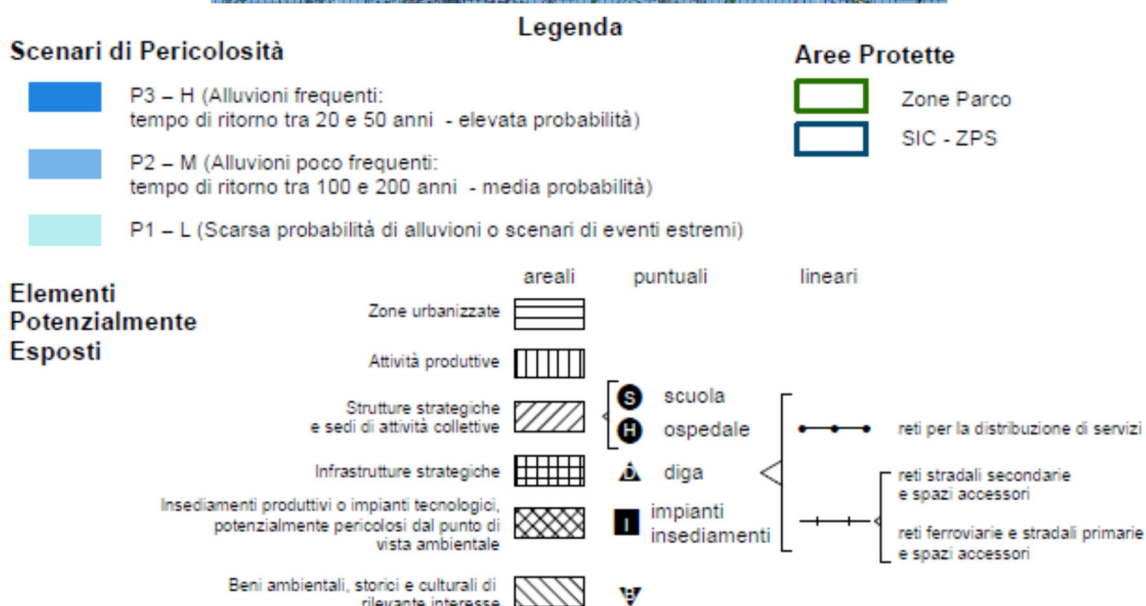 Legenda
Scenari di Pericolosità
P3 – H (Alluvioni frequenti:
tempo di ritorno tra 20 e 50 anni - elevata probabilità)
P2 – M (Alluvioni poco frequenti:
tempo di ritorno tra 100 e 200 anni - media probabilità)
P1 – L (Scarsa probabilità di alluvioni o scenari di eventi estremi)
Aree Protette
Zone Parco
SIC - ZPS
Elementi
Potenzialmente
Esposti
areali
puntuali
lineari
Zone urbanizzate
Attività produttive
Strutture strategiche
e sedi di attività collettive
Infrastrutture strategiche
Insediamenti produttivi o impianti tecnologici,
potenzialmente pericolosi dal punto di
vista ambientale
Beni ambientali, storici e culturali di
rilevante interesse
S scuola
H ospedale
D diga
I impianti
insediamenti
B
reti per la distribuzione di servizi
reti stradali secondarie
e spazi accessori
reti ferroviarie e stradali primarie
e spazi accessori